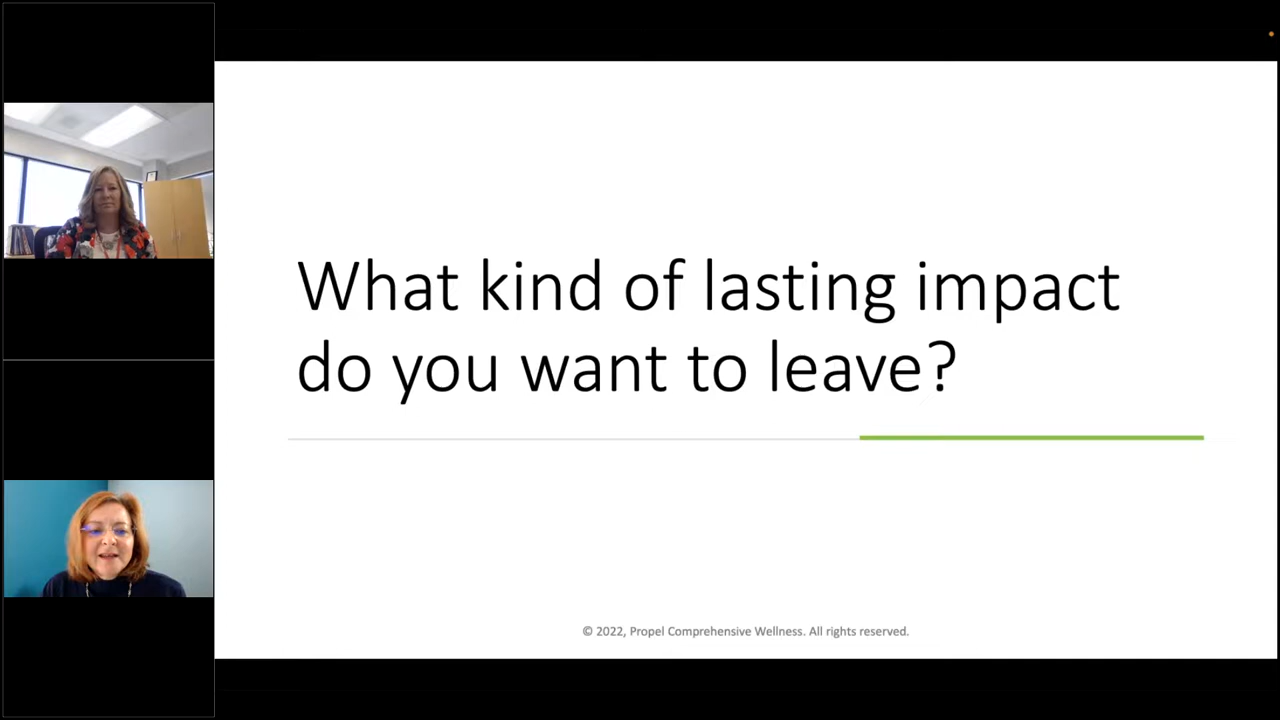 What kind of lasting impact
do you want to leave?
© 2022, Propel Comprehensive Wellness. All rights reserved.